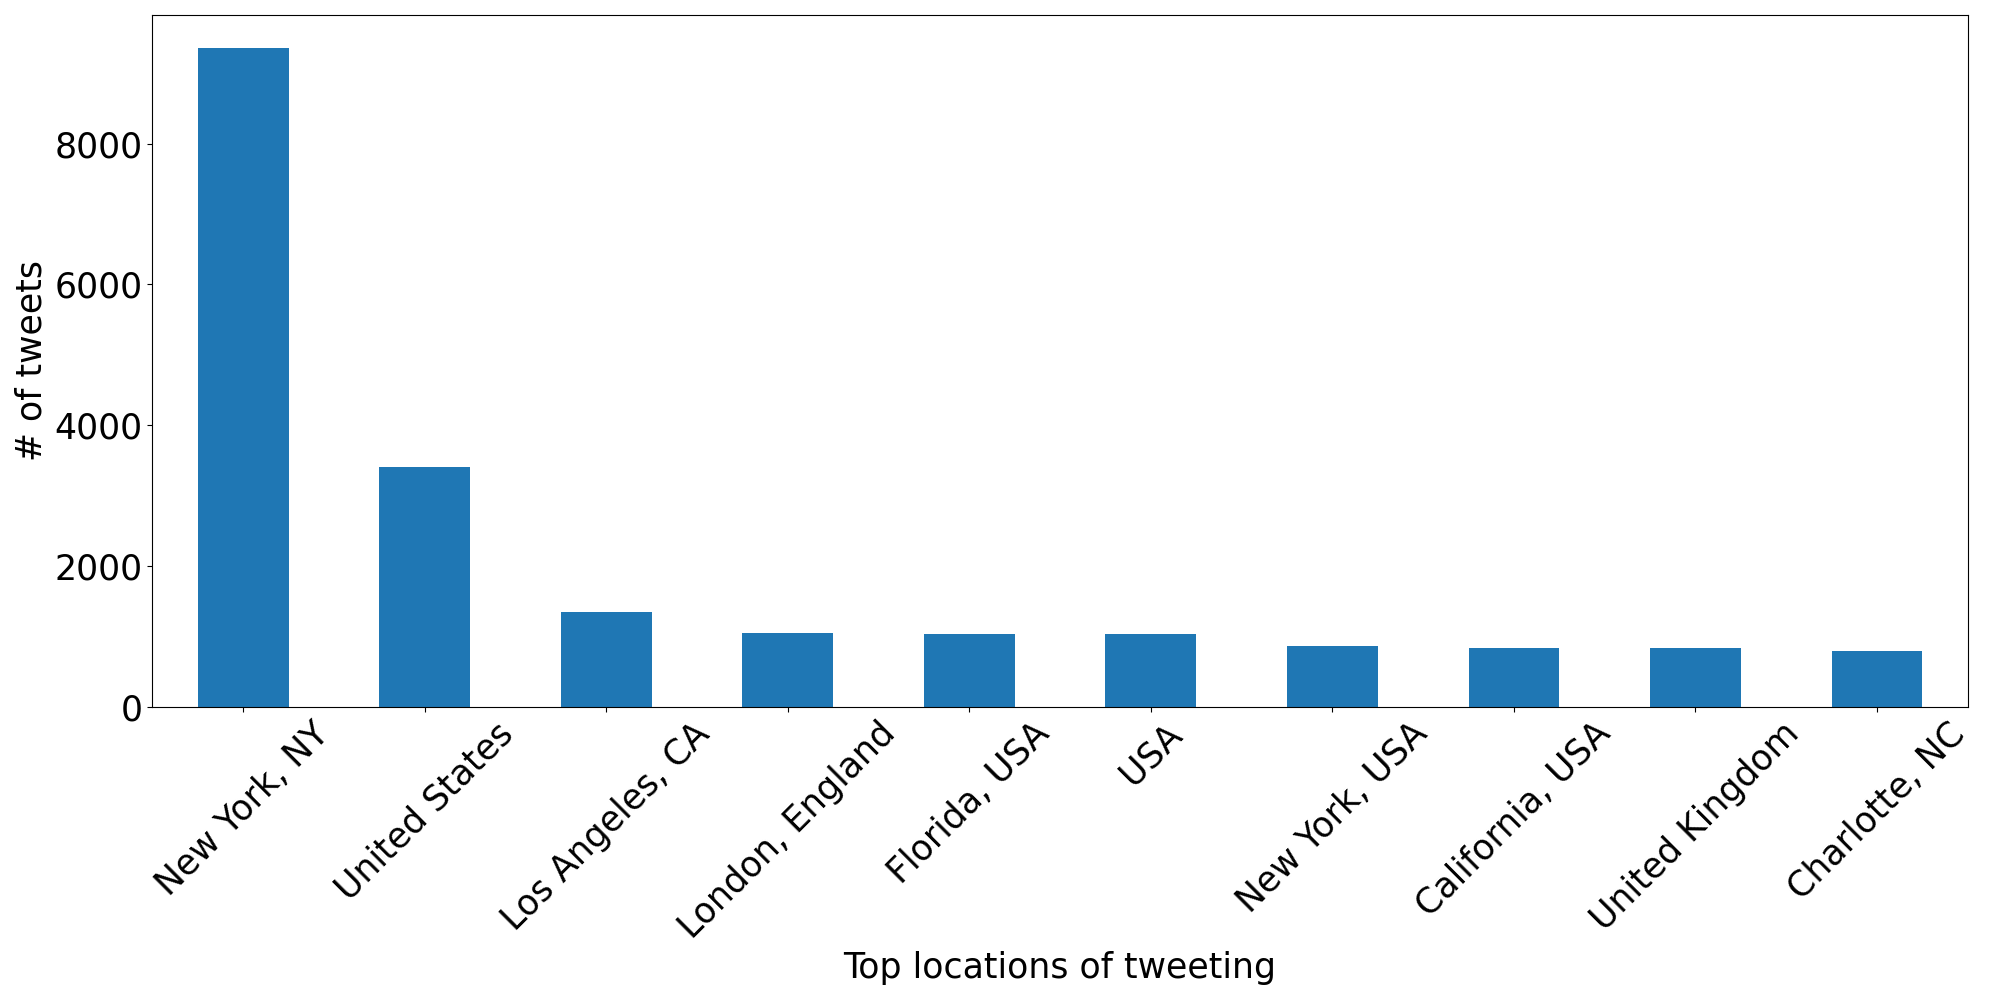 # of tweets
8000
6000
4000
2000
0
New York, NY
United States
Los Angeles, CA
London, England
Florida, USA
USA
New York, USA
California, USA
United Kingdom
Charlotte, NC
Top locations of tweeting